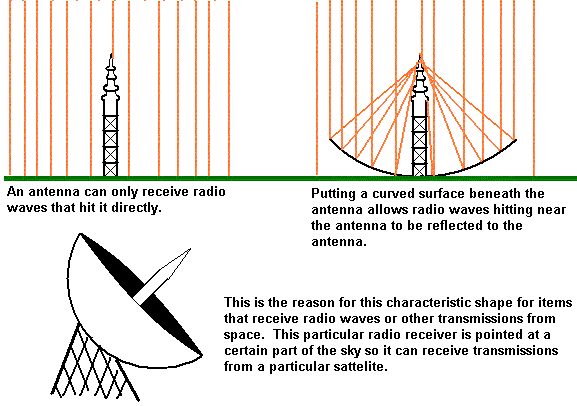 An antenna can only receive radio
waves that hit it directly.
Putting a curved surface beneath the
antenna allows radio waves hitting near
the antenna to be reflected to the
antenna.
This is the reason for this characteristic shape for items
that receive radio waves or other transmissions from
space.  This particular radio receiver is pointed at a
certain part of the sky so it can receive transmissions
from a particular sattelite.